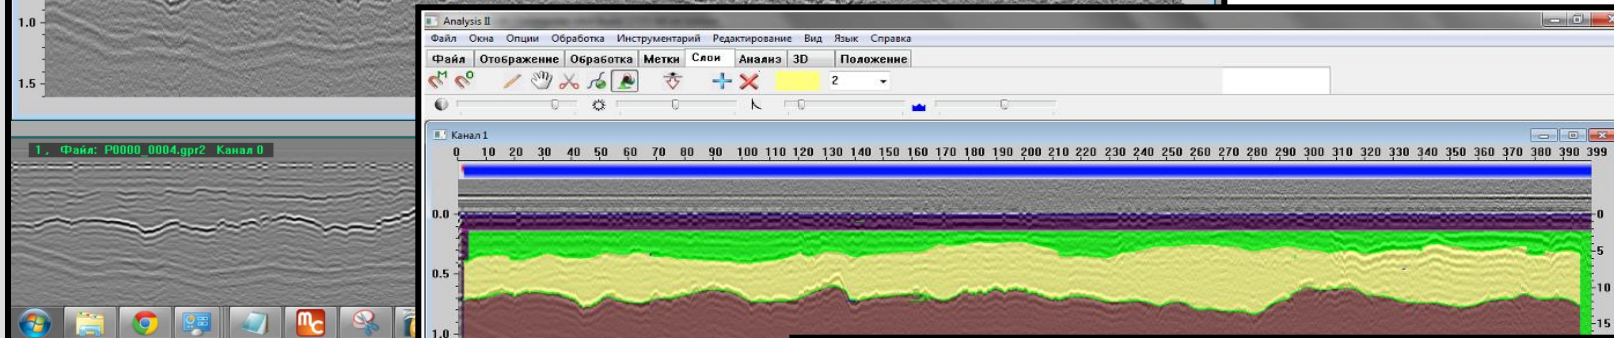 1.0
1.5
1, Файл: P0000_0004.gpr2 Канал 0
Analysis II
Файл Окна Опции Обработка Инструментарий Редактирование Вид Язык Справка
Файл Отображение Обработка Метки Слои Анализ 3D Положение
M O 2
Канал 1
0 10 20 30 40 50 60 70 80 90 100 110 120 130 140 150 160 170 180 190 200 210 220 230 240 250 260 270 280 290 300 310 320 330 340 350 360 370 380 390 399
0.0 0
5
0.5
10
15
1.0
mc